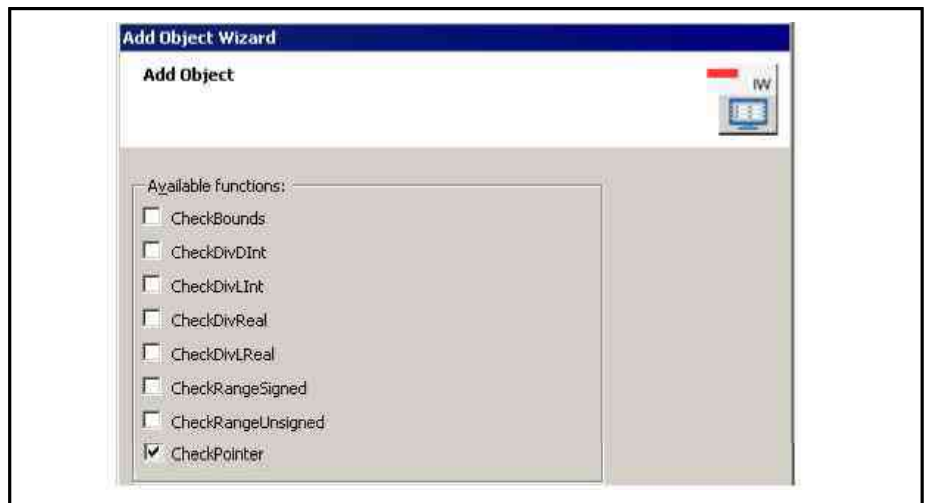 Add Object Wizard
Add Object
IW
Available functions:
CheckBounds
CheckDivDInt
CheckDivLInt
CheckDivReal
CheckDivLReal
CheckRangeSigned
CheckRangeUnsigned
CheckPointer